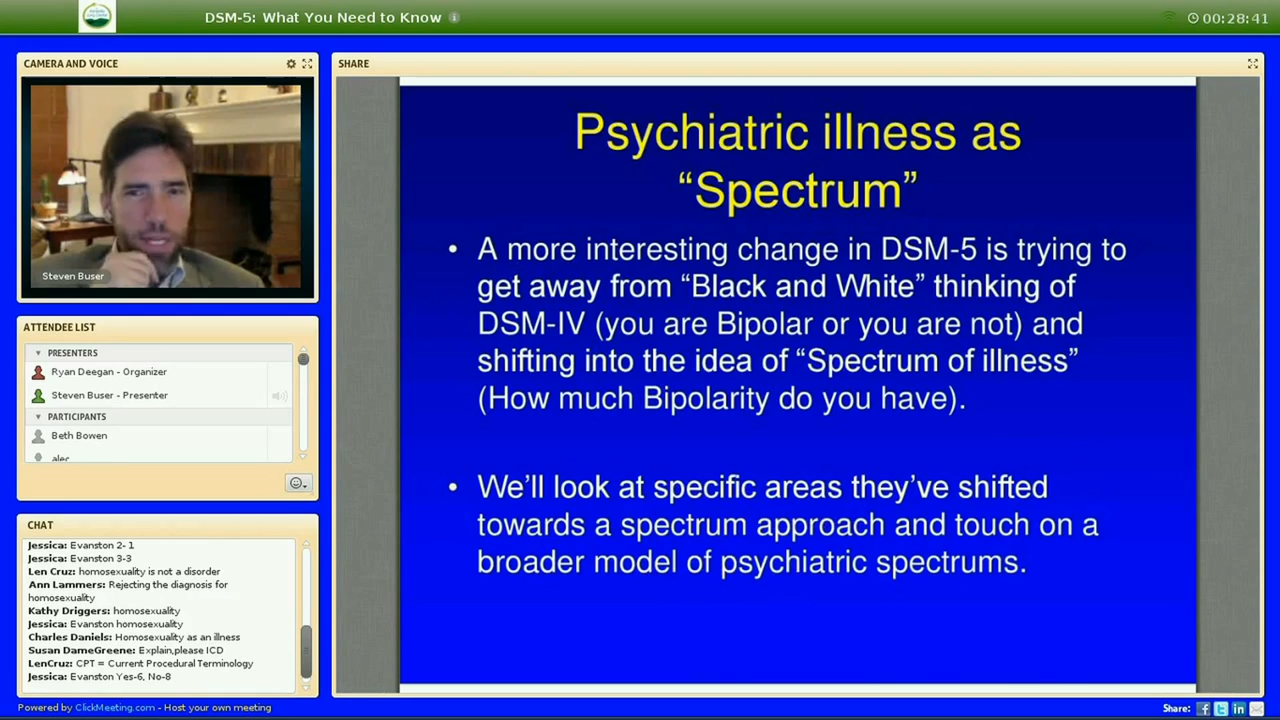 DSM-5: What You Need to Know
00:28:41
CAMERA AND VOICE
Steven Buser
ATTENDEE LIST
PRESENTERS
Ryan Deegan - Organizer
Steven Buser - Presenter
PARTICIPANTS
Beth Bowen
alec
CHAT
Jessica: Evanston 2- 1
Jessica: Evanston 3-3
Len Cruz: homosexuality is not a disorder
Ann Lammers: Rejecting the diagnosis for
homosexuality
Kathy Driggers: homosexuality
Jessica: Evanston homosexuality
Charles Daniels: Homosexuality as an illness
Susan DameGreene: Explain,please ICD
LenCruz: CPT = Current Procedural Terminology
Jessica: Evanston Yes-6, No-8
SHARE
Psychiatric illness as
“Spectrum”
• A more interesting change in DSM-5 is trying to
get away from “Black and White” thinking of
DSM-IV (you are Bipolar or you are not) and
shifting into the idea of “Spectrum of illness”
(How much Bipolarity do you have).
• We’ll look at specific areas they’ve shifted
towards a spectrum approach and touch on a
broader model of psychiatric spectrums.
Powered by ClickMeeting.com - Host your own meeting
Share: